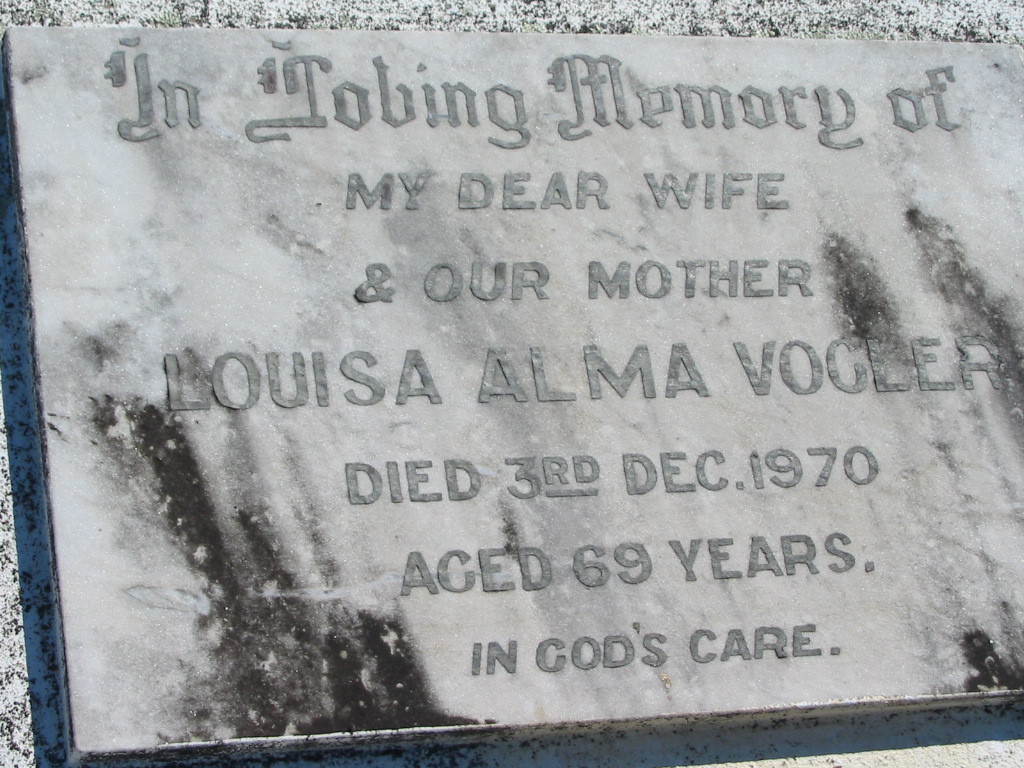 In Loving Memory of
MY DEAR WIFE
& OUR MOTHER
LOUISA ALMA VOGLER
DIED 3RD DEC. 1970
AGED 69 YEARS.
IN GOD'S CARE.